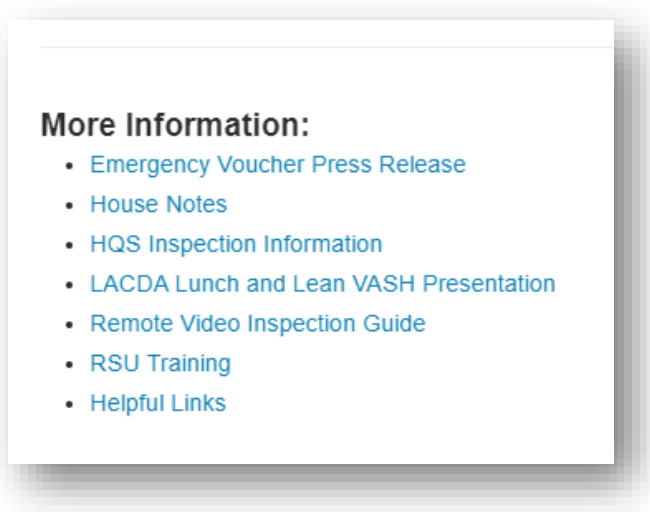 More Information:
• Emergency Voucher Press Release
• House Notes
• HQS Inspection Information
• LACDA Lunch and Lean VASH Presentation
• Remote Video Inspection Guide
• RSU Training
• Helpful Links